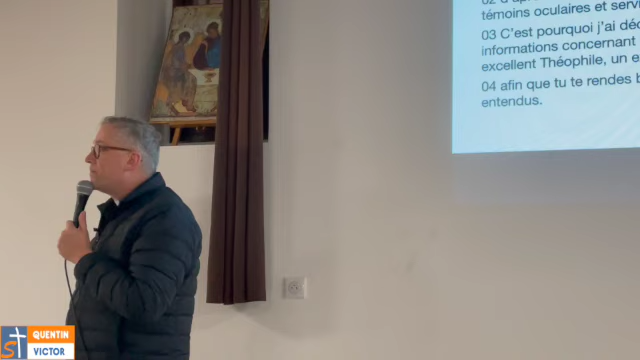 témoins oculaires et servi
03 C'est pourquoi j'ai déc
informations concernant
excellent Théophile, un e
04 afin que tu te rendes b
entendus.
QUENTIN
VICTOR